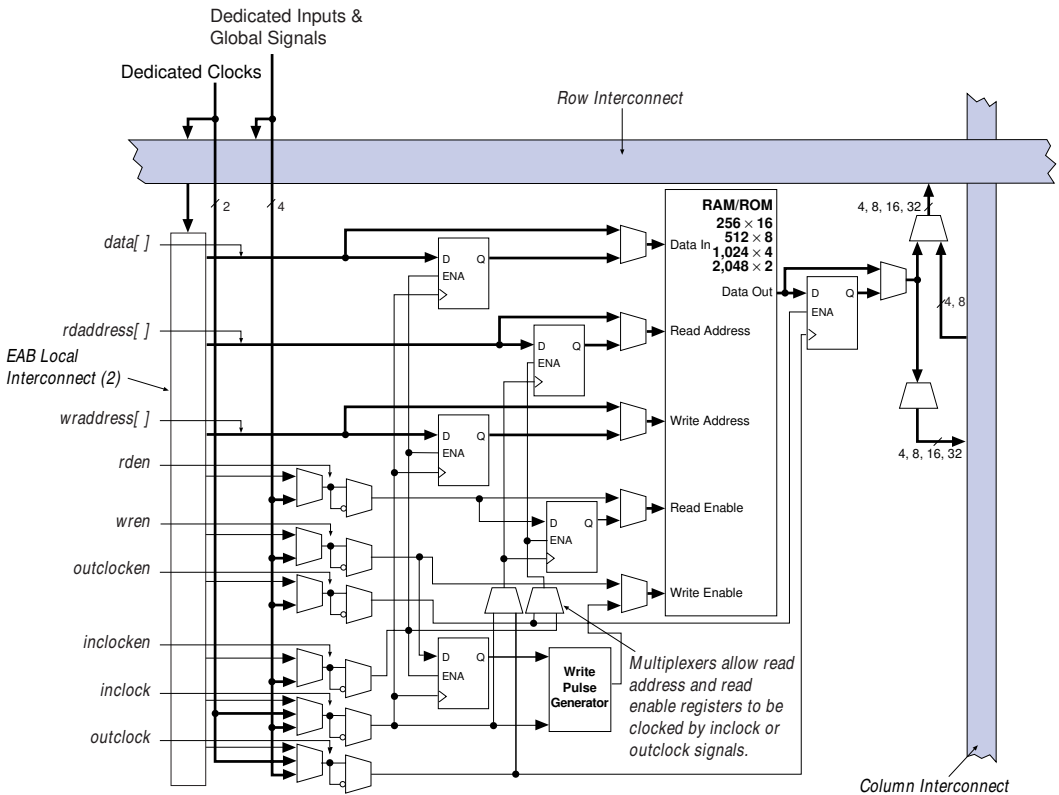 Dedicated Inputs &
Global Signals
Dedicated Clocks
Row Interconnect
2
4
4, 8, 16, 32
data[ ]
D
Q
ENA
Data In
RAM/ROM
256 × 16
512 × 8
1,024 × 4
2,048 × 2
Data Out
D
Q
ENA
4, 8
rdaddress[ ]
D
Q
ENA
Read Address
EAB Local
Interconnect (2)
wraddress[ ]
D
Q
ENA
Write Address
4, 8, 16, 32
rden
D
Q
ENA
Read Enable
wren
outclocken
Write Enable
inclocken
D
Q
ENA
Write
Pulse
Generator
Multiplexers allow read
address and read
enable registers to be
clocked by inclock or
outclock signals.
inclock
outclock
Column Interconnect